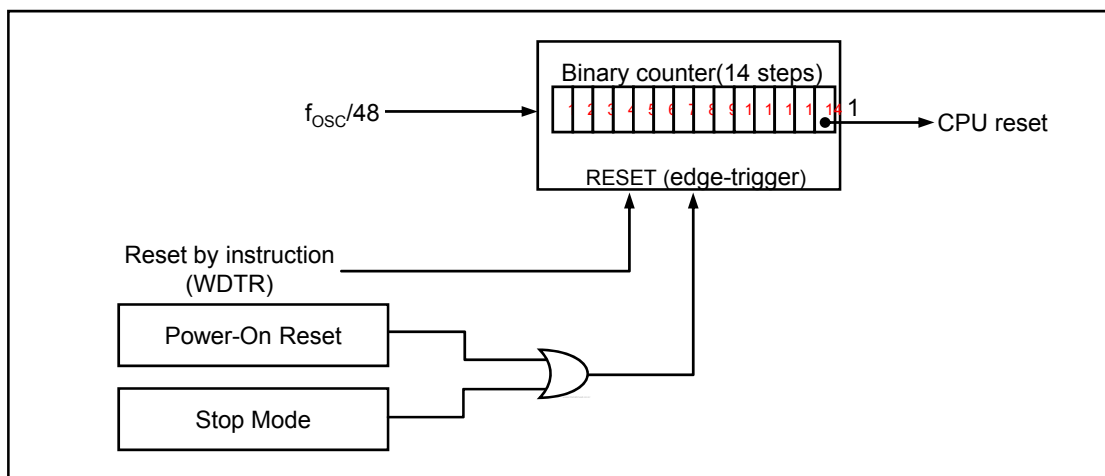 Binary counter(14 steps)
f_OSC/48
1 2 3 4 5 6 7 8 9 1 1 1 1 14
1
CPU reset
RESET (edge-trigger)
Reset by instruction
(WDTR)
Power-On Reset
Stop Mode